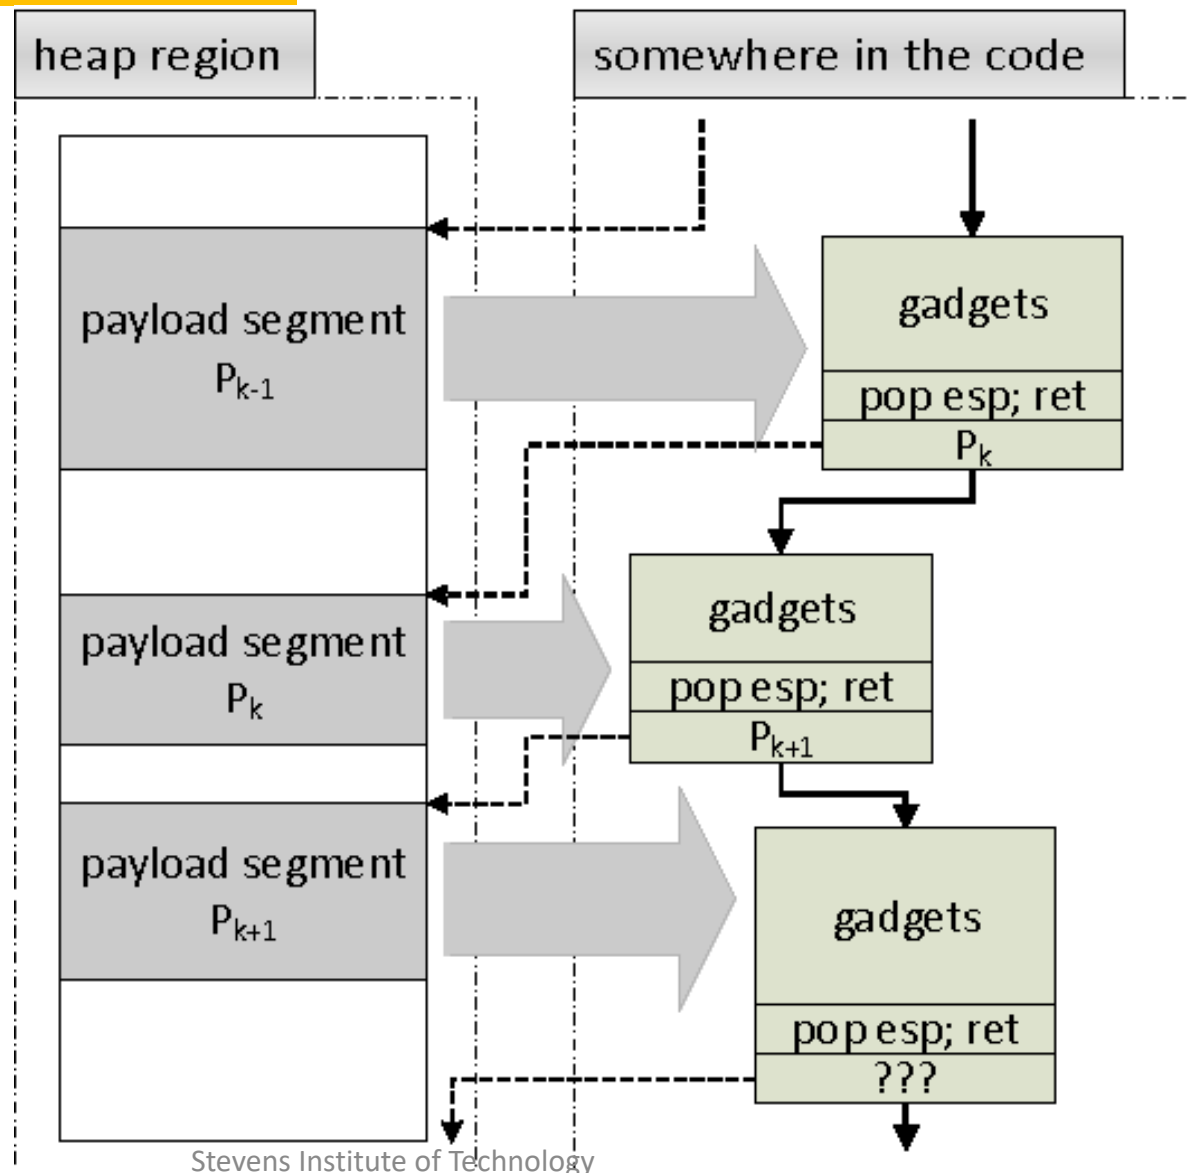 heap region
somewhere in the code
payload segment
Pk-1
gadgets
pop esp; ret
Pk
payload segment
Pk
gadgets
pop esp; ret
Pk+1
payload segment
Pk+1
gadgets
pop esp; ret
???
Stevens Institute of Technology